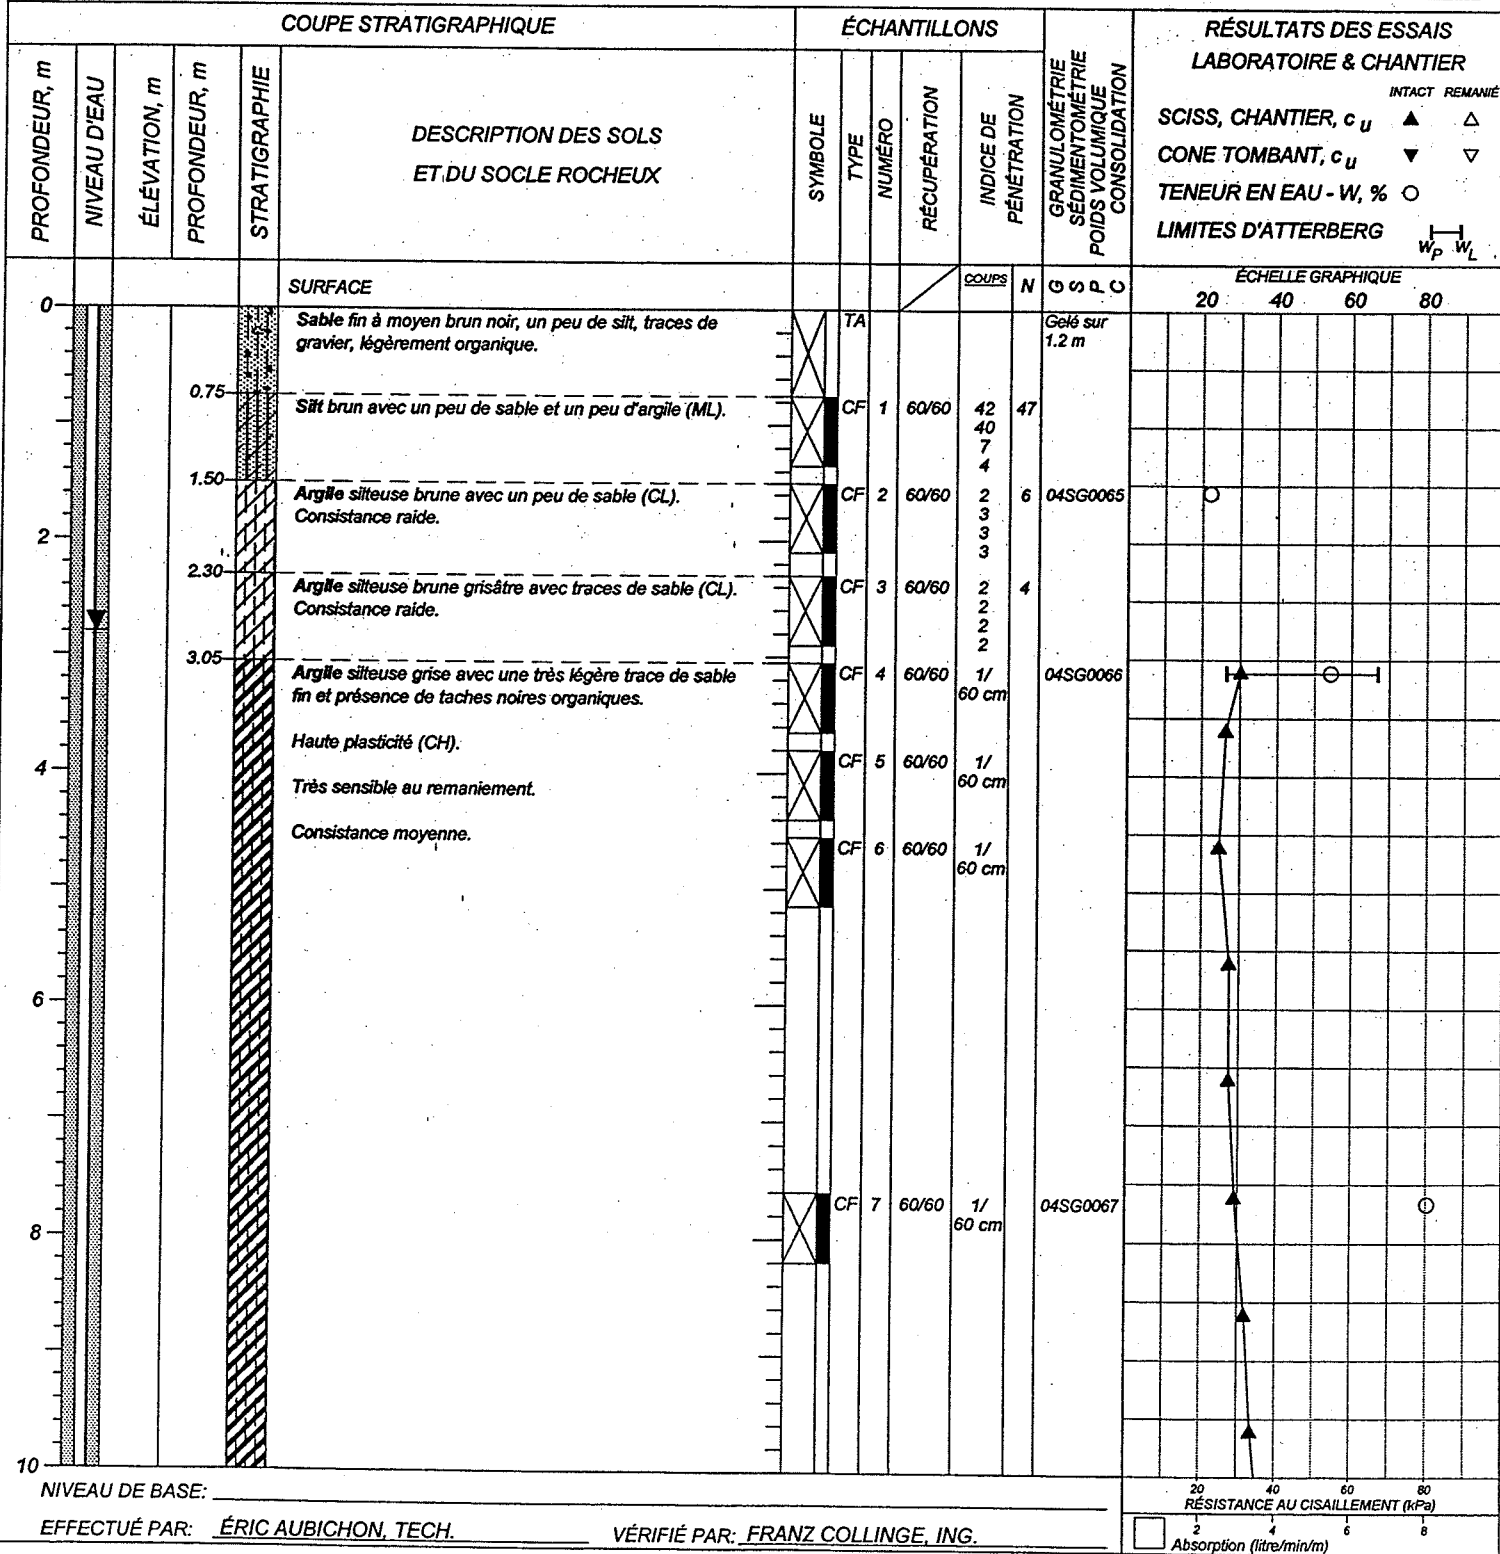 COUPE STRATIGRAPHIQUE
ÉCHANTILLONS
RÉSULTATS DES ESSAIS
LABORATOIRE & CHANTIER
INTACT REMANIÉ
SCISS, CHANTIER, c u
CONE TOMBANT, c u
TENEUR EN EAU - W, %
LIMITES D'ATTERBERG
W P W L
PROFONDEUR, m
NIVEAU D'EAU
ÉLÉVATION, m
PROFONDEUR, m
STRATIGRAPHIE
DESCRIPTION DES SOLS
ET DU SOCLE ROCHEUX
SYMBOLE
TYPE
NUMÉRO
RÉCUPÉRATION
INDICE DE
PÉNÉTRATION
GRANULOMÉTRIE
SÉDIMENTOMÉTRIE
POIDS VOLUMIQUE
CONSOLIDATION
SURFACE
COUPS N G S P C
ÉCHELLE GRAPHIQUE
20 40 60 80
0
Sable fin à moyen brun noir, un peu de silt, traces de
gravier, légèrement organique.
TA
Gelé sur
1.2 m
0.75
Silt brun avec un peu de sable et un peu d'argile (ML).
CF 1 60/60 42 47
40
7
4
1.50
Argile silteuse brune avec un peu de sable (CL).
Consistance raide.
CF 2 60/60 2 6 04SG0065
3
3
3
2
2.30
Argile silteuse brune grisâtre avec traces de sable (CL).
Consistance raide.
CF 3 60/60 2 4
2
2
2
3.05
Argile silteuse grise avec une très légère trace de sable
fin et présence de taches noires organiques.
CF 4 60/60 1/ 04SG0066
60 cm
Haute plasticité (CH).
4
CF 5 60/60 1/
60 cm
Très sensible au remaniement.
Consistance moyenne.
CF 6 60/60 1/
60 cm
6
CF 7 60/60 1/ 04SG0067
60 cm
8
10
20 40 60 80
RÉSISTANCE AU CISAILLEMENT (kPa)
2 4 6 8
Absorption (litre/min/m)
NIVEAU DE BASE:
EFFECTUÉ PAR: ÉRIC AUBICHON, TECH.
VÉRIFIÉ PAR: FRANZ COLLINGE, ING.